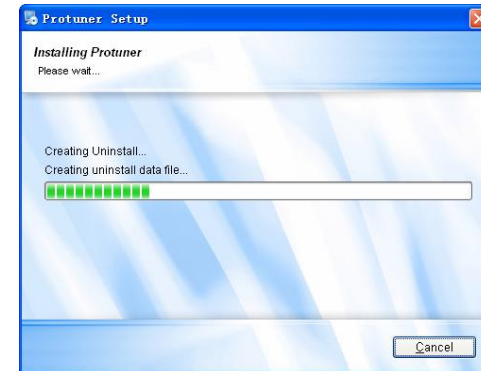 Protuner Setup
Installing Protuner
Please wait...
Creating Uninstall...
Creating uninstall data file...
Cancel